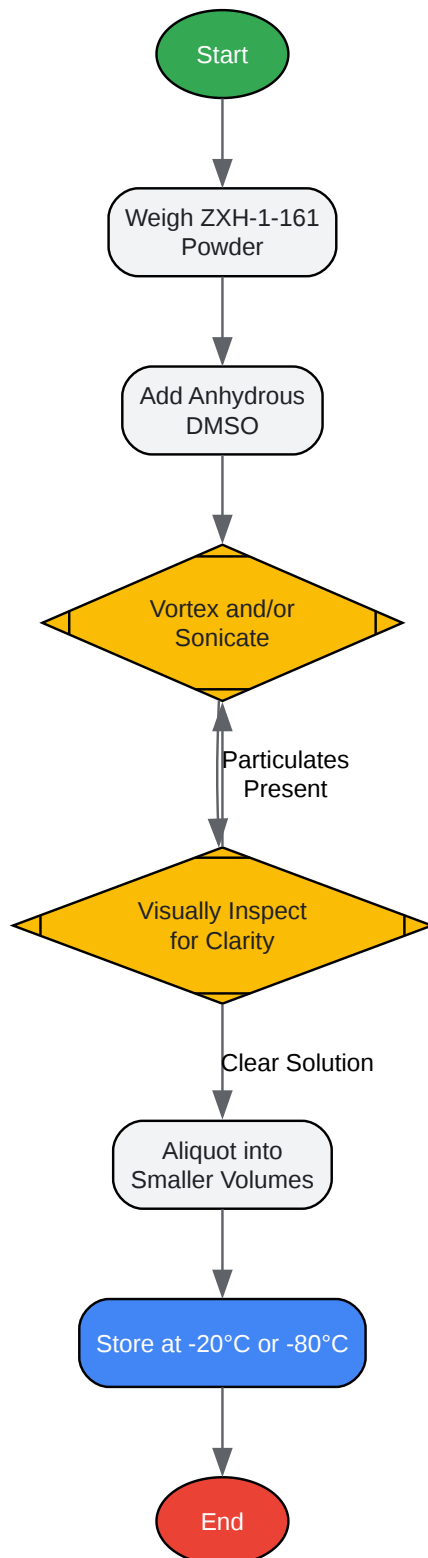 Start
Weigh ZXH-1-161
Powder
Add Anhydrous
DMSO
Vortex and/or
Sonicate
Particulates
Present
Visually Inspect
for Clarity
Clear Solution
Aliquot into
Smaller Volumes
Store at -20°C or -80°C
End